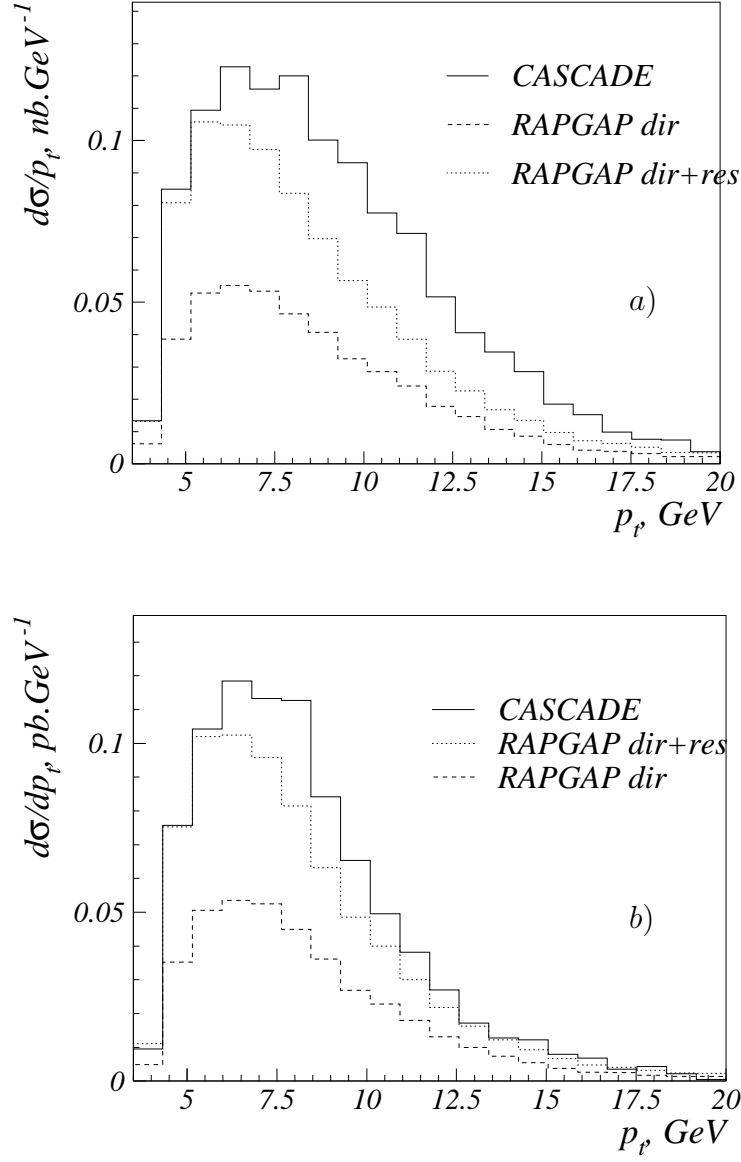 dσ/p_t, nb.GeV^-1
0.1
0.05
0
CASCADE
RAPGAP dir
RAPGAP dir+res
a)
5 7.5 10 12.5 15 17.5 20
p_t, GeV
dσ/dp_t, pb.GeV^-1
0.1
0.05
0
CASCADE
RAPGAP dir+res
RAPGAP dir
b)
5 7.5 10 12.5 15 17.5 20
p_t, GeV